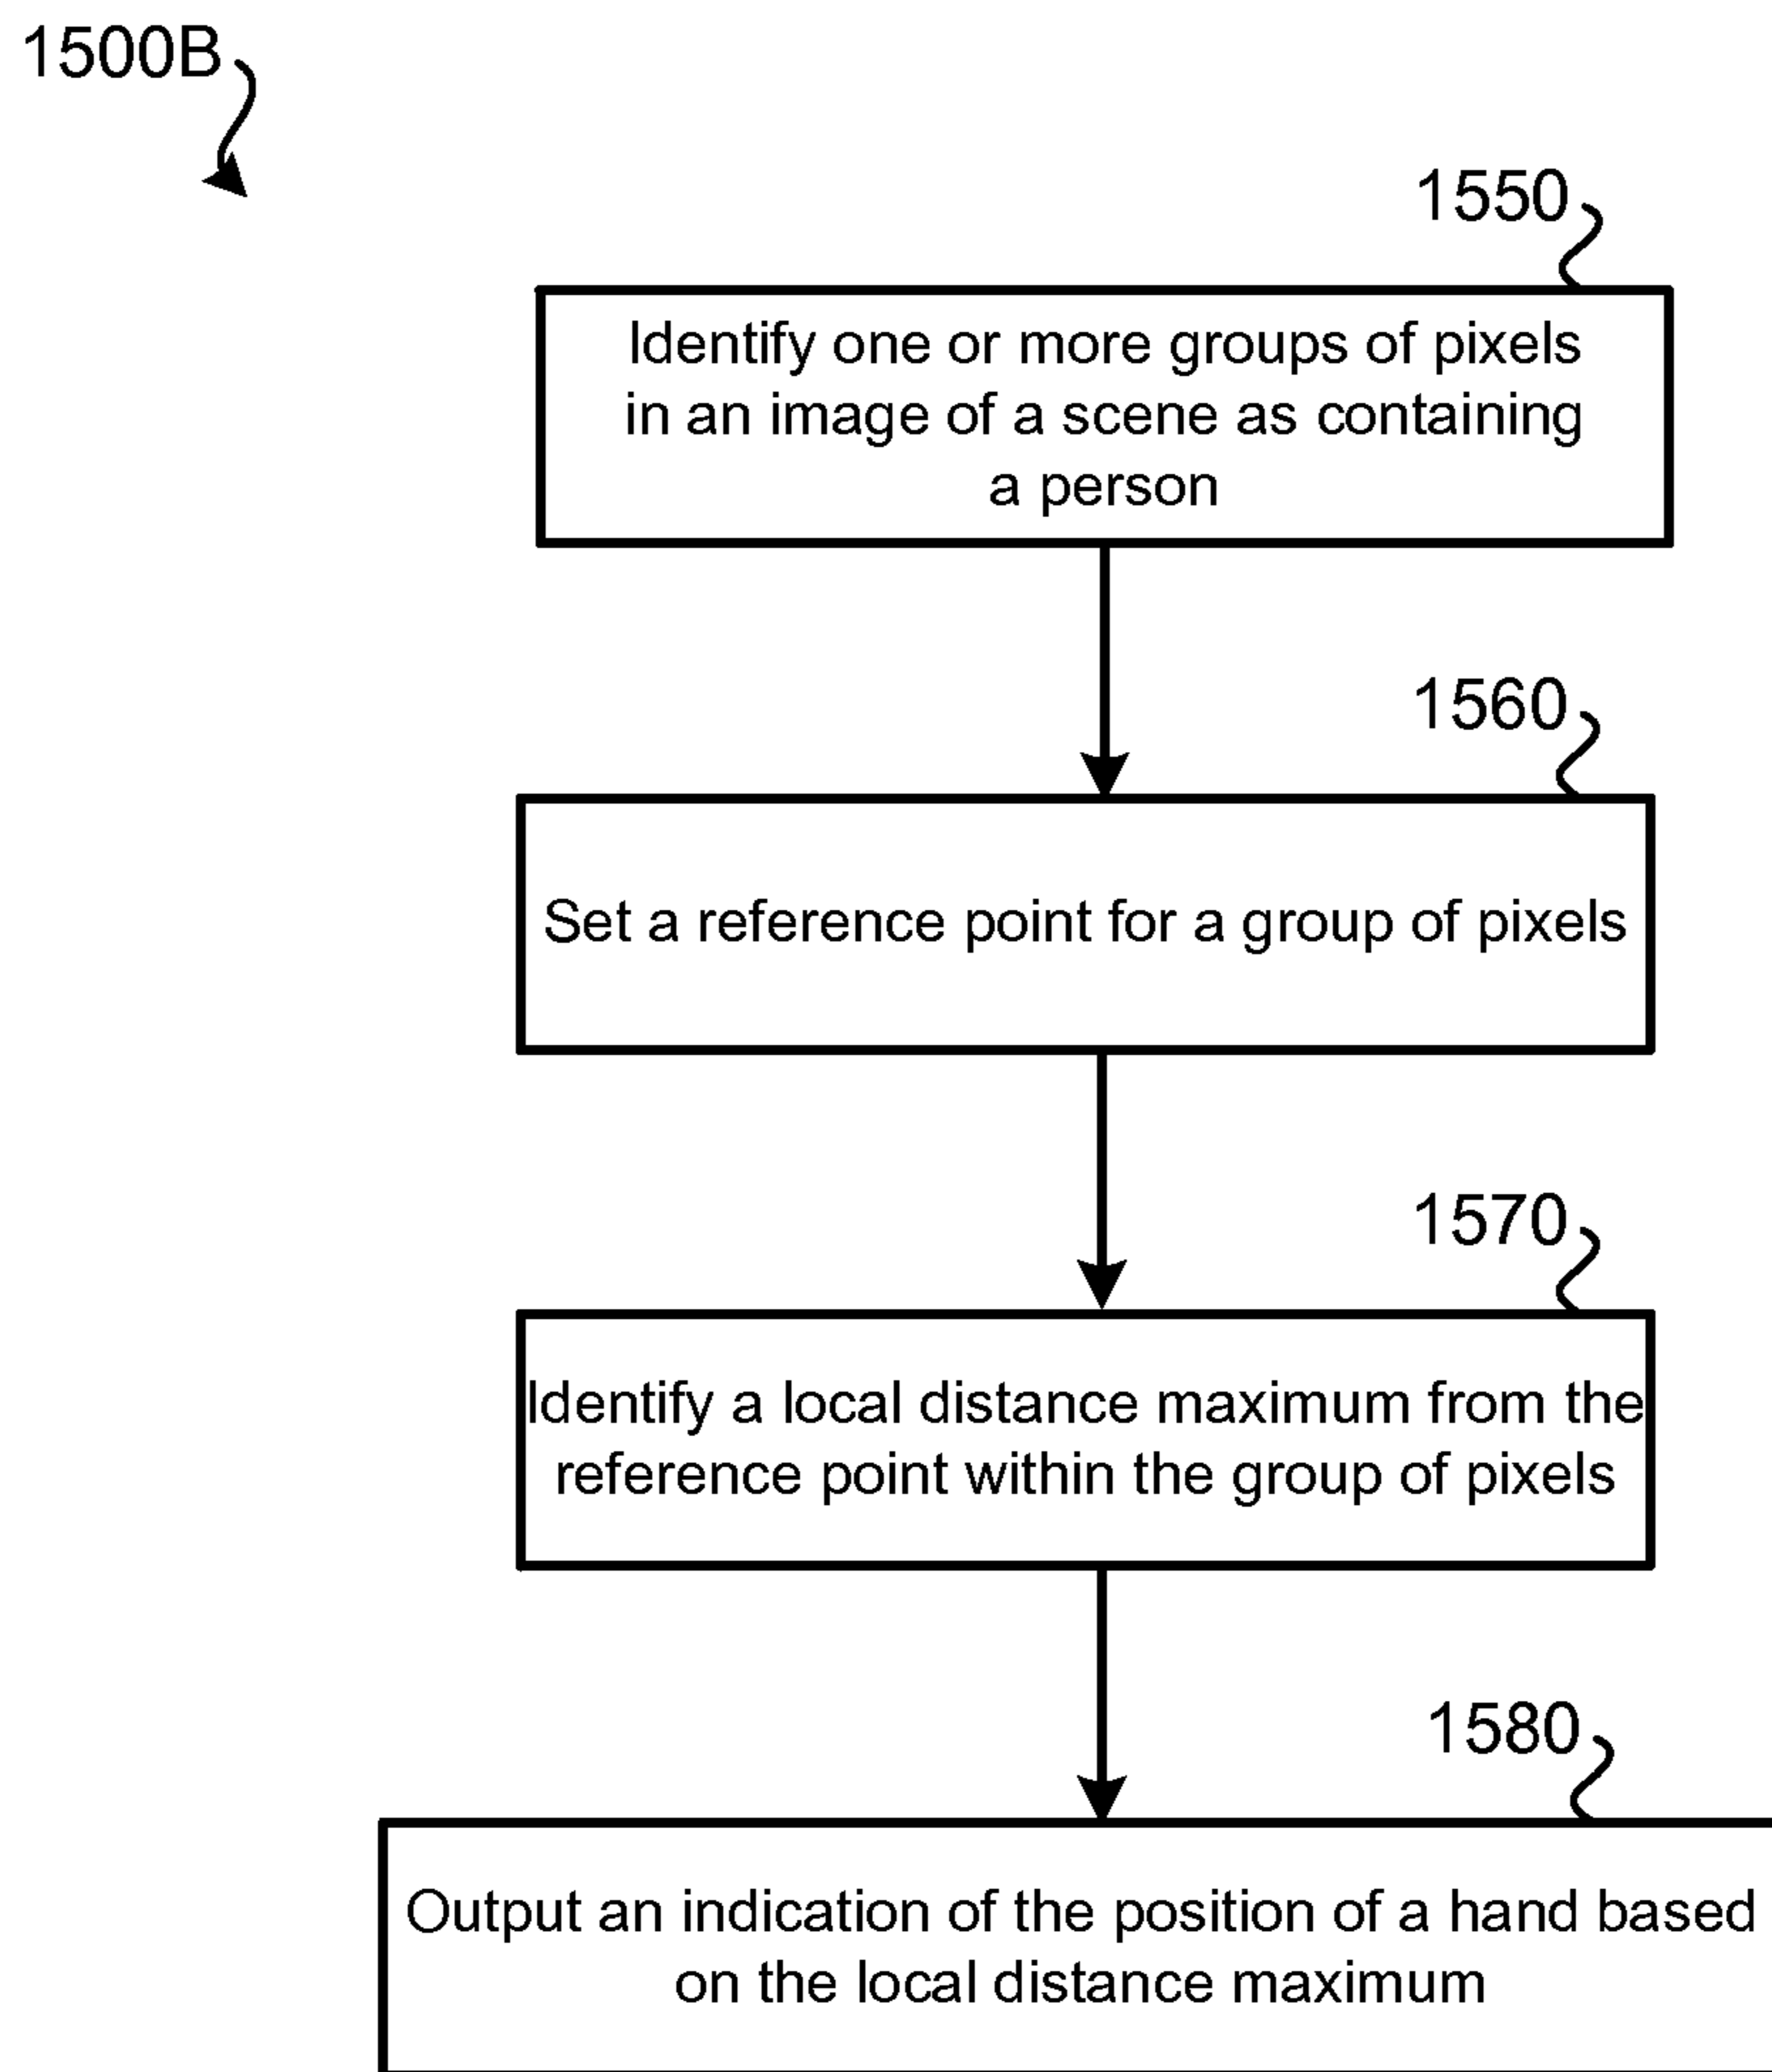 1500B
1550
Identify one or more groups of pixels
in an image of a scene as containing
a person
1560
Set a reference point for a group of pixels
1570
Identify a local distance maximum from the
reference point within the group of pixels
1580
Output an indication of the position of a hand based
on the local distance maximum